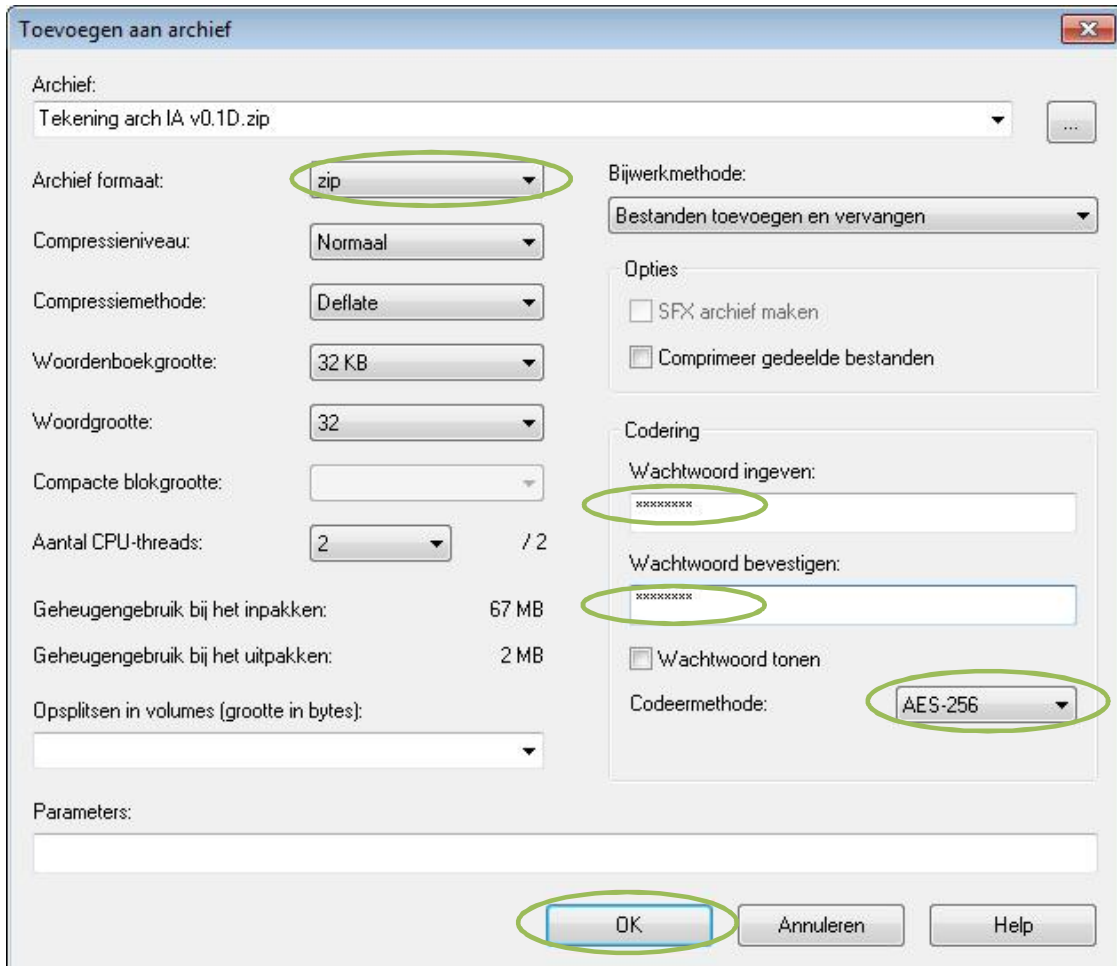 Toevoegen aan archief
Archief:
Tekening arch IA v0.1D.zip
...
Archief formaat:
zip
Compressieniveau:
Normaal
Compressiemethode:
Deflate
Woordenboekgrootte:
32 KB
Woordgrootte:
32
Compacte blokgrootte:
Aantal CPU-threads:
2
/ 2
Geheugengebruik bij het inpakken:
67 MB
Geheugengebruik bij het uitpakken:
2 MB
Opsplitsen in volumes (grootte in bytes):
Bijwerkmethode:
Bestanden toevoegen en vervangen
Opties
SFX archief maken
Comprimeer gedeelde bestanden
Codering
Wachtwoord ingeven:
********
Wachtwoord bevestigen:
********
Wachtwoord tonen
Codeermethode:
AES-256
Parameters:
OK
Annuleren
Help